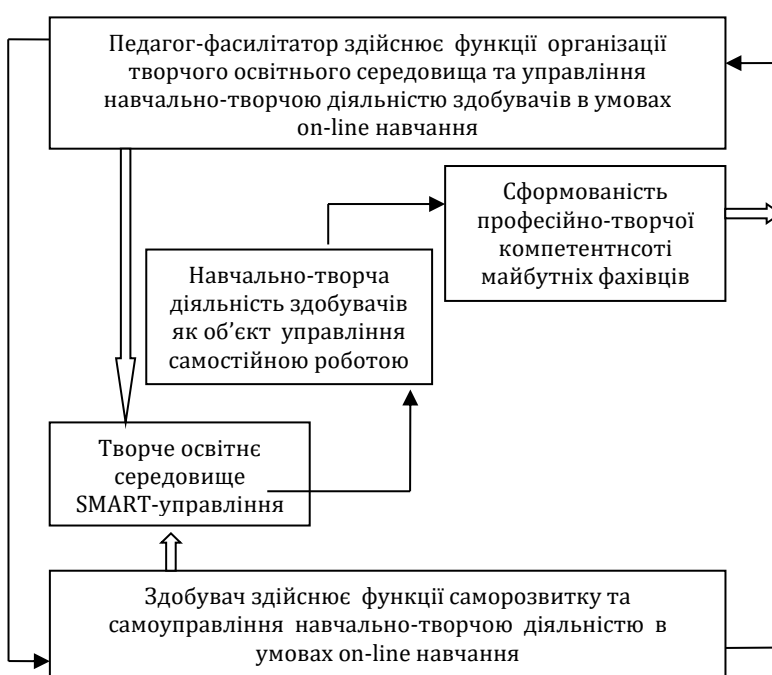 Педагог-фасилітатор здійснює функції організації
творчого освітнього середовища та управління
навчально-творчою діяльністю здобувачів в умовах
on-line навчання
Сформованість
професійно-творчої
компетентнсоті
майбутніх фахівців
Навчально-творча
діяльність здобувачів
як об’єкт управління
самостійною роботою
Творче освітнє
середовище
SMART-управління
Здобувач здійснює функції саморозвитку та
самоуправління навчально-творчою діяльністю в
умовах on-line навчання